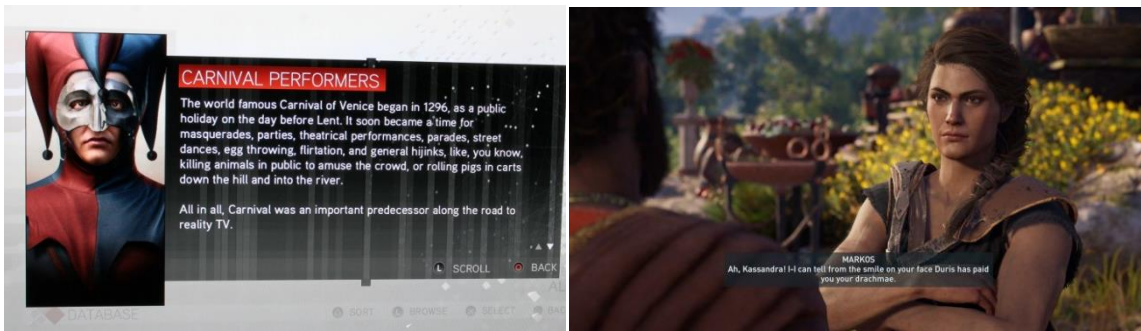 CARNIVAL PERFORMERS
The world famous Carnival of Venice began in 1296, as a public
holiday on the day before Lent. It soon became a time for
masquerades, parties, theatrical performances, parades, street
dances, egg throwing, flirtation, and general hijinks, like, you know,
killing animals in public to amuse the crowd, or rolling pigs in carts
down the hill and into the river.
All in all, Carnival was an important predecessor along the road to
reality TV.
L SCROLL BACK
DATABASE
SORT L BROWSE SELECT
MARKOS
Ah, Kassandra! I-I can tell from the smile on your face Duris has paid
you your drachmae.